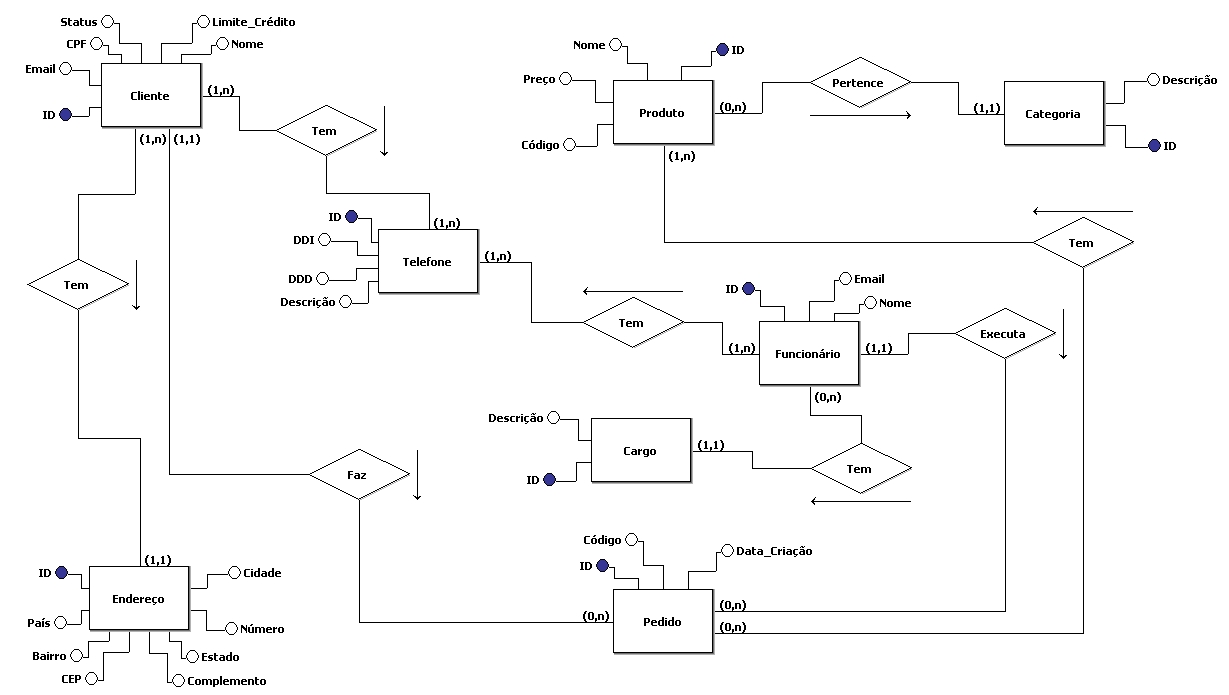 Status
Limite_Crédito
CPF
Nome
Email
ID
Cliente
(1,n)
(1,n)
(1,1)
Tem
Nome
ID
Preço
Código
Produto
(0,n)
(1,n)
Pertence
(1,1)
Categoria
Descrição
ID
ID
DDI
DDD
Descrição
(1,n)
Telefone
(1,n)
Tem
Tem
Tem
ID
Email
Nome
(1,n)
Funcionário
(1,1)
(0,n)
Executa
Descrição
ID
Cargo
(1,1)
Tem
Faz
Código
ID
Data_Criação
(0,n)
Pedido
(0,n)
(0,n)
(1,1)
ID
Cidade
Endereço
País
Número
Bairro
Estado
CEP
Complemento